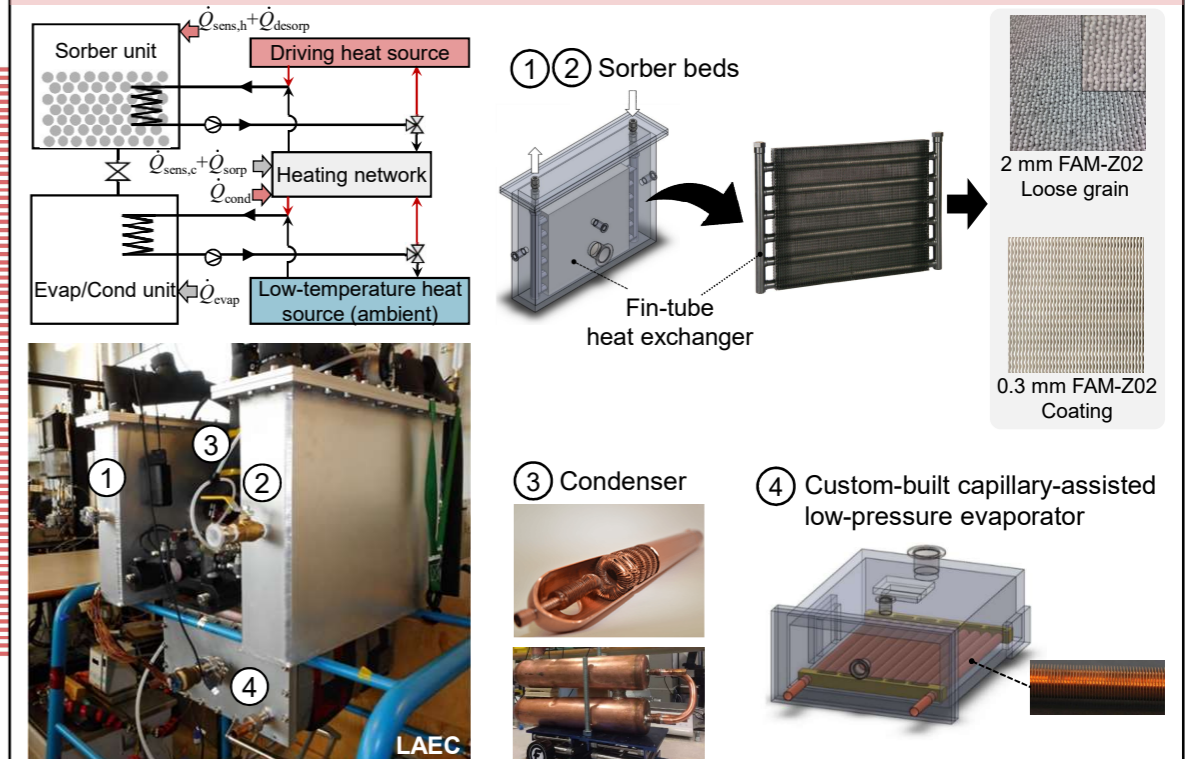 Q̇sens,h+Q̇desorp
Sorber unit
Driving heat source
Q̇sens,c+Q̇sorp
Heating network
Q̇cond
Evap/Cond unit
Q̇evap
Low-temperature heat
source (ambient)
① ② Sorber beds
Fin-tube
heat exchanger
2 mm FAM-Z02
Loose grain
0.3 mm FAM-Z02
Coating
1
3
2
4
LAEC
③ Condenser
④ Custom-built capillary-assisted
low-pressure evaporator